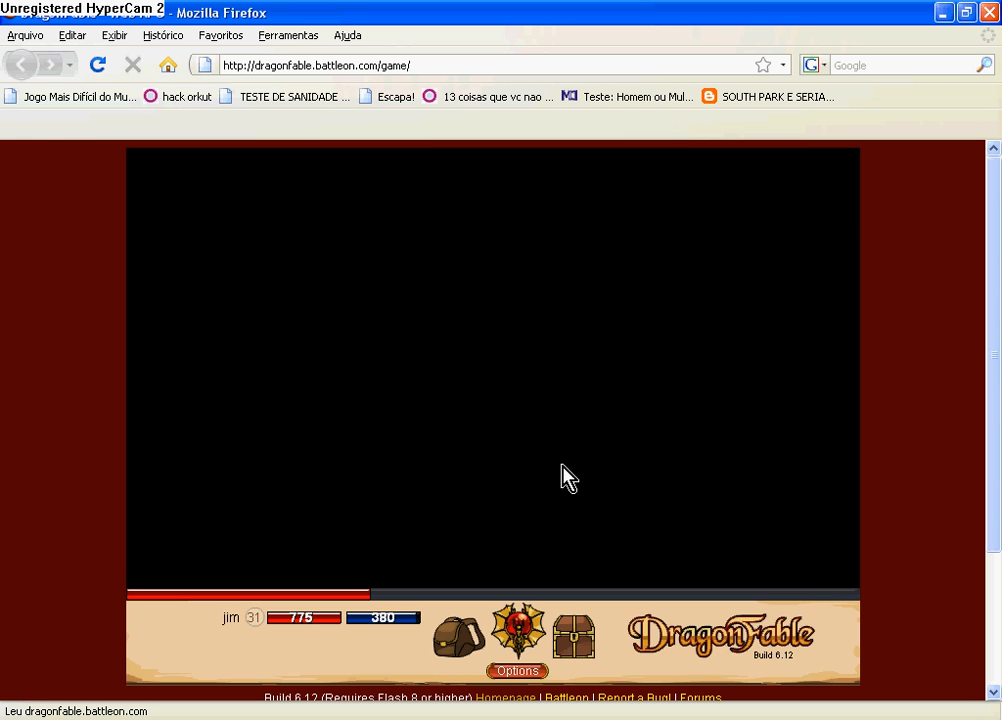 Unregistered HyperCam 2
- Mozilla Firefox
Arquivo Editar Exibir Histórico Favoritos Ferramentas Ajuda
http://dragonfable.battleon.com/game/
G Google
Jogo Mais Difícil do Mu... hack orkut TESTE DE SANIDADE ... Escapa! 13 coisas que vc nao ... Teste: Homem ou Mul... SOUTH PARK E SERIA...
jim 31 775 380
DragonFable
Build 6.12
Options
Build 6.12 (Requires Flash 8 or higher) Homepage | Battleon | Report a Bug! | Forums
Leu dragonfable.battleon.com